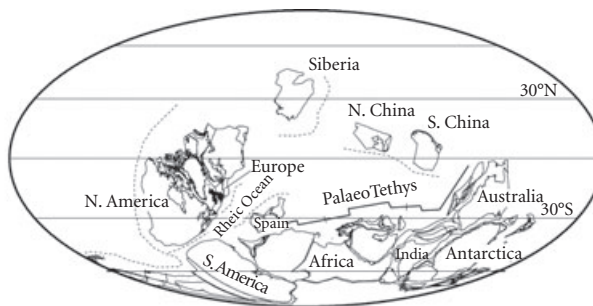 Siberia
30°N
N. China
S. China
Europe
N. America
Rheic Ocean
PalaeoTethys
Australia
Spain
30°S
S. America
Africa
India
Antarctica